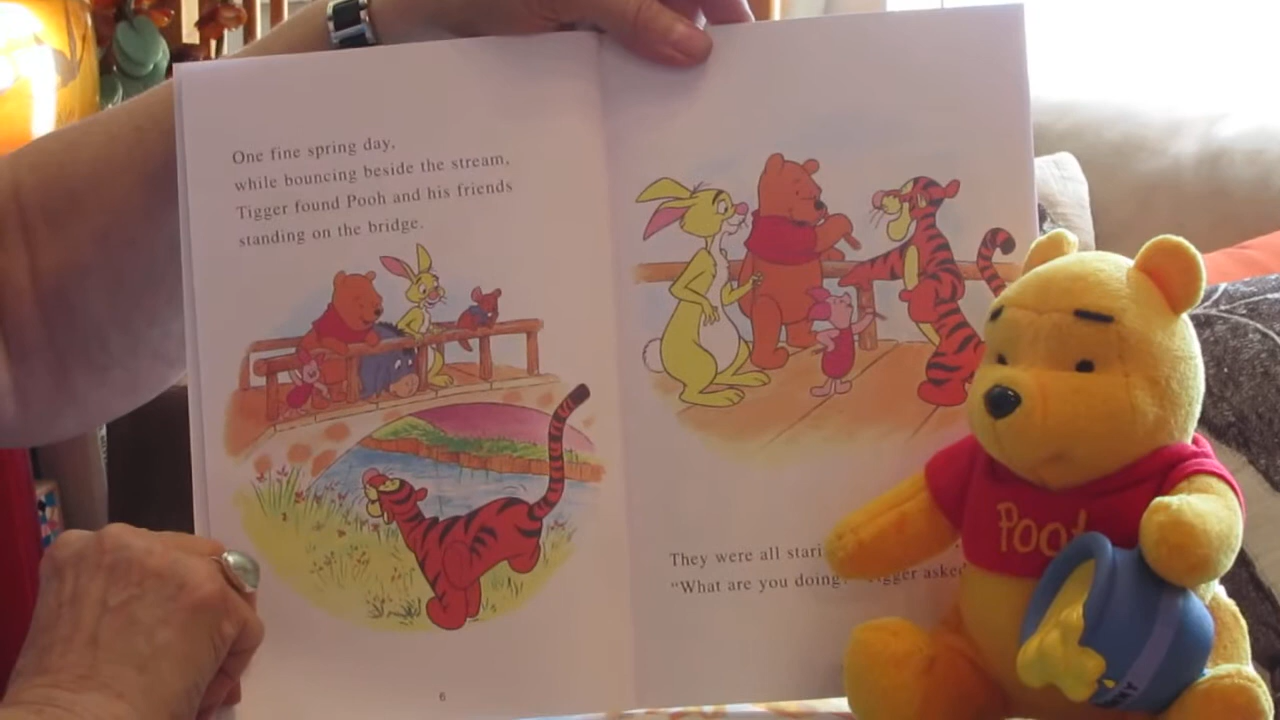 One fine spring day,
while bouncing beside the stream,
Tigger found Pooh and his friends
standing on the bridge.
They were all stari
"What are you doing? Tigger asked
6
Pooh